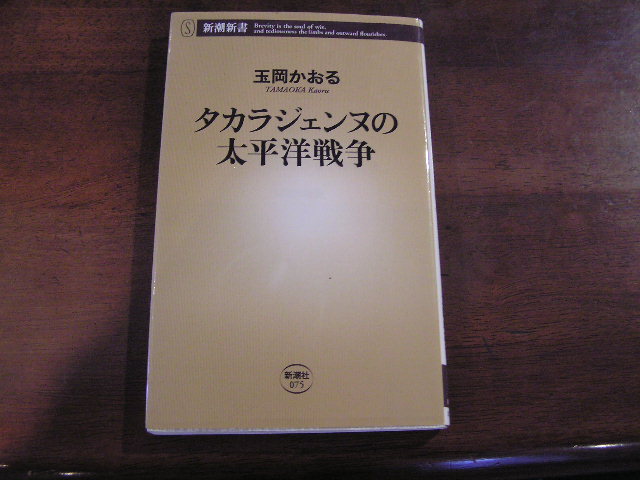 S 新潮新書
Brevity is the soul of wit,
and tediousness the limbs and outward flourishes.
玉岡かおる
TAMAOKA Kaoru
タカラジェンヌの
太平洋戦争
新潮社
075